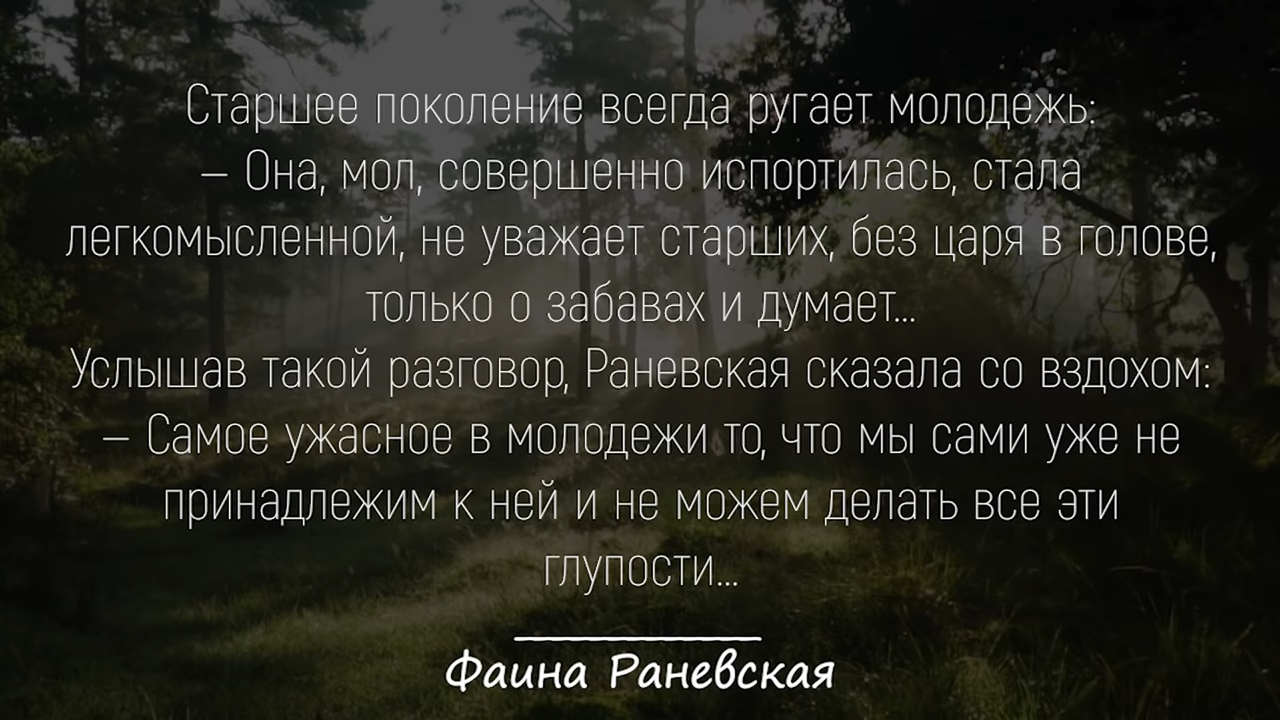 Старшее поколение всегда ругает молодежь:
– Она, мол, совершенно испортилась, стала
легкомысленной, не уважает старших, без царя в голове,
только о забавах и думает...
Услышав такой разговор, Раневская сказала со вздохом:
– Самое ужасное в молодежи то, что мы сами уже не
принадлежим к ней и не можем делать все эти
глупости...
Фаина Раневская